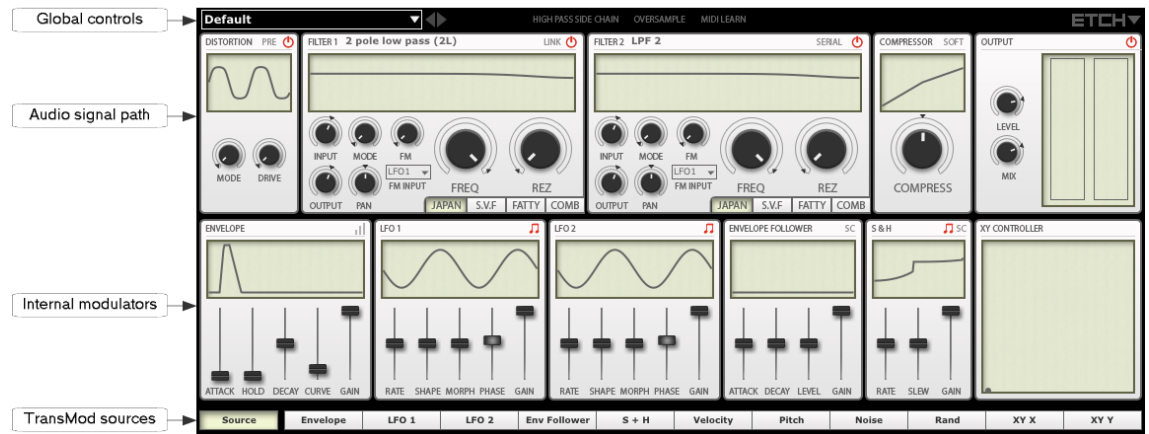 Global controls
Default
HIGH PASS SIDE CHAIN OVERSAMPLE MIDI LEARN
ETCH
Audio signal path
DISTORTION PRE
MODE DRIVE
FILTER 1 2 pole low pass (2L) LINK
INPUT MODE FM
LFO1
FM INPUT
OUTPUT PAN
FREQ REZ
JAPAN S.V.F FATTY COMB
FILTER 2 LPF 2 SERIAL
INPUT MODE FM
LFO1
FM INPUT
OUTPUT PAN
FREQ REZ
JAPAN S.V.F FATTY COMB
COMPRESSOR SOFT
COMPRESS
OUTPUT
LEVEL
MIX
Internal modulators
ENVELOPE
ATTACK HOLD DECAY CURVE GAIN
LFO 1
RATE SHAPE MORPH PHASE GAIN
LFO 2
RATE SHAPE MORPH PHASE GAIN
ENVELOPE FOLLOWER SC
ATTACK DECAY LEVEL GAIN
S & H SC
RATE SLEW GAIN
XY CONTROLLER
TransMod sources
Source Envelope LFO 1 LFO 2 Env Follower S + H Velocity Pitch Noise Rand XY X XY Y